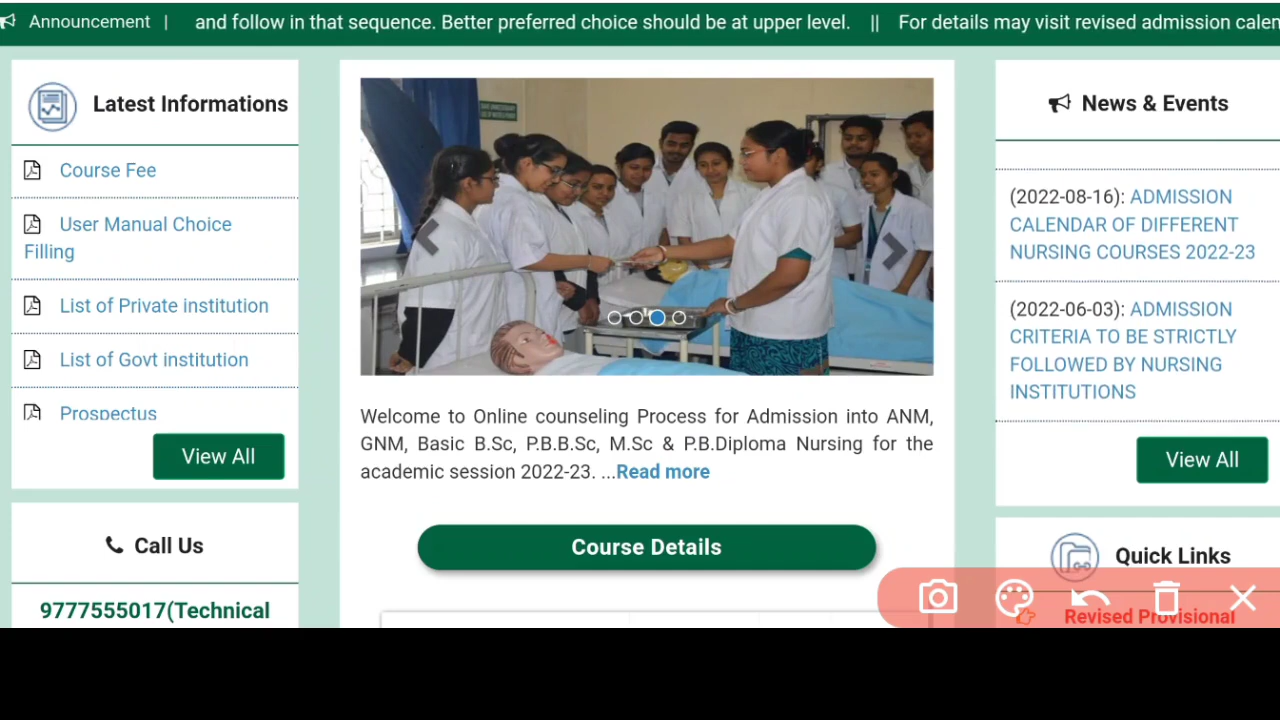 Announcement | and follow in that sequence. Better preferred choice should be at upper level. || For details may visit revised admission calen
Latest Informations
Course Fee
User Manual Choice
Filling
List of Private institution
List of Govt institution
Prospectus
View All
Call Us
9777555017(Technical
Welcome to Online counseling Process for Admission into ANM,
GNM, Basic B.Sc, P.B.B.Sc, M.Sc & P.B.Diploma Nursing for the
academic session 2022-23. ...Read more
Course Details
News & Events
(2022-08-16): ADMISSION
CALENDAR OF DIFFERENT
NURSING COURSES 2022-23
(2022-06-03): ADMISSION
CRITERIA TO BE STRICTLY
FOLLOWED BY NURSING
INSTITUTIONS
View All
Quick Links
Revised Provisional